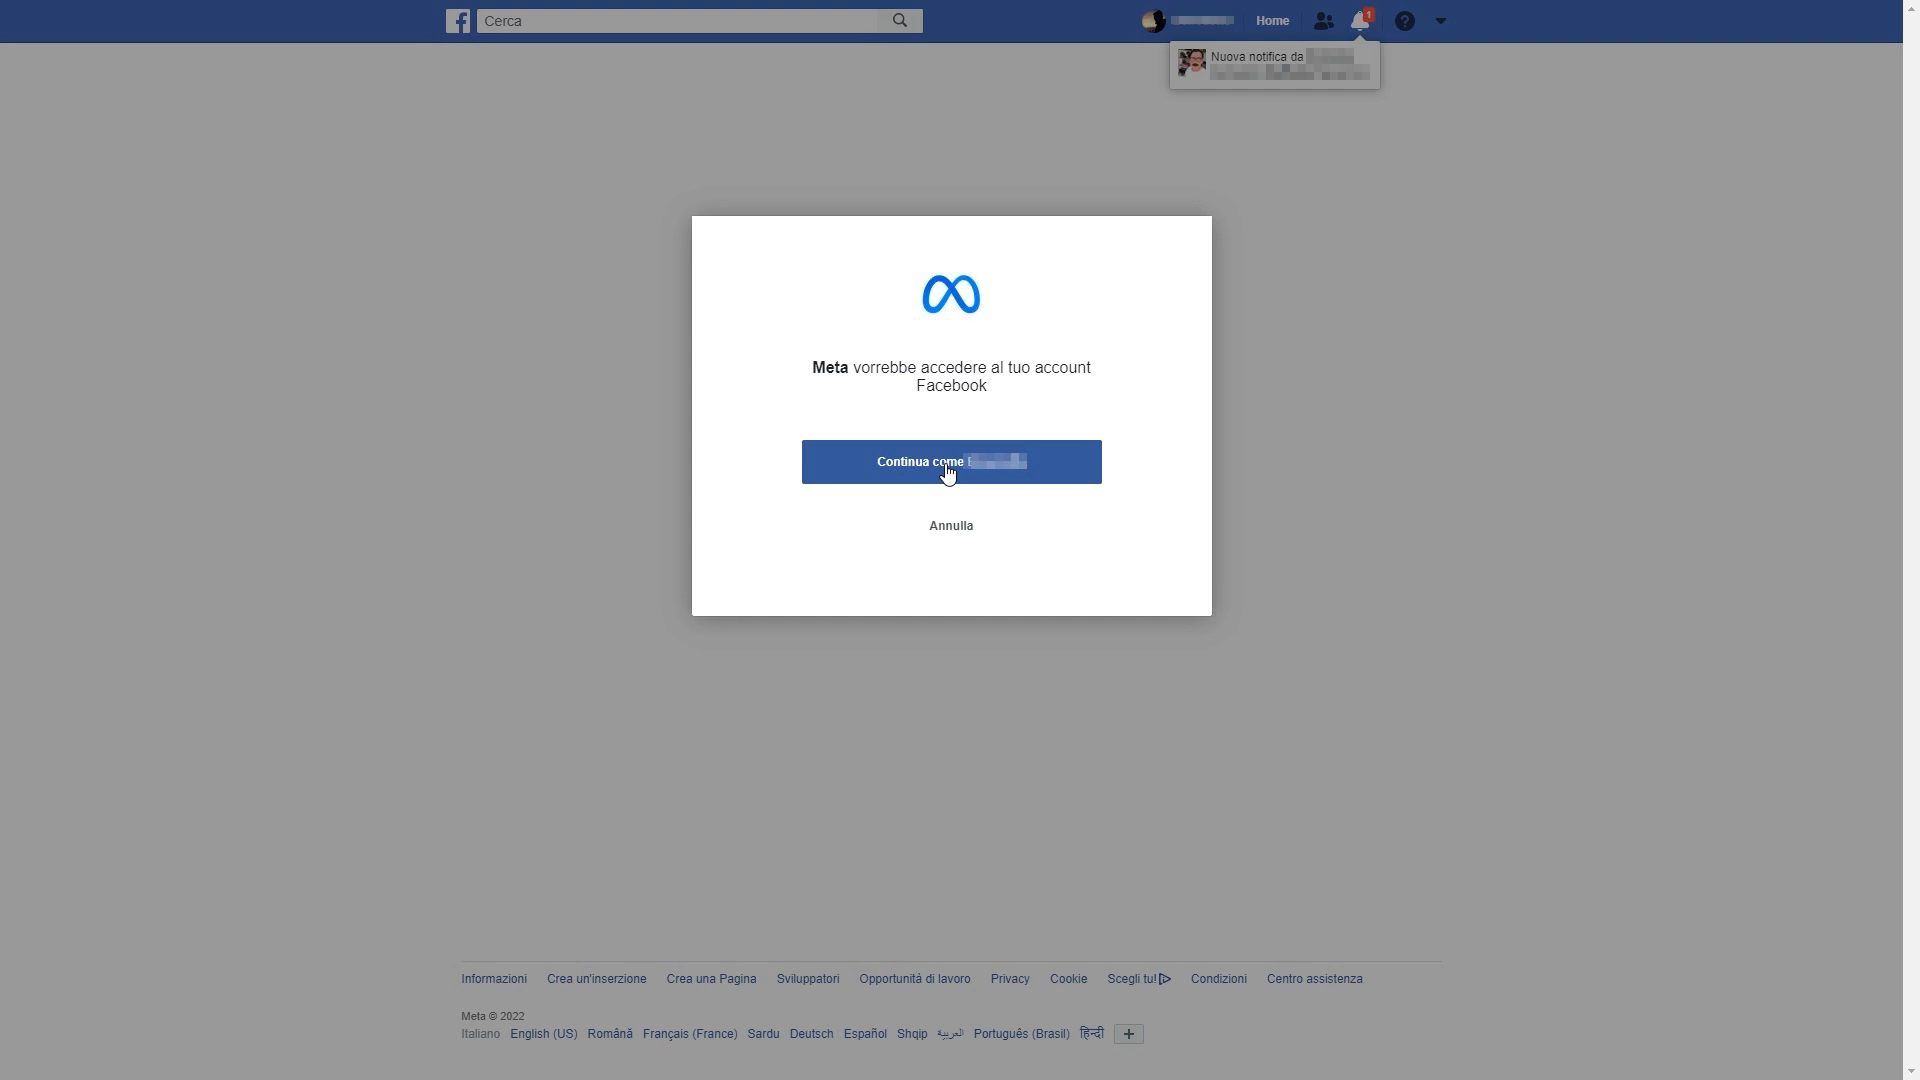 Cerca
Home
1
Nuova notifica da
Meta vorrebbe accedere al tuo account
Facebook
Continua come
Annulla
Informazioni Crea un'inserzione Crea una Pagina Sviluppatori Opportunità di lavoro Privacy Cookie Scegli tu! Condizioni Centro assistenza
Meta © 2022
Italiano English (US) Română Français (France) Sardu Deutsch Español Shqip العربية Português (Brasil) हिन्दी +